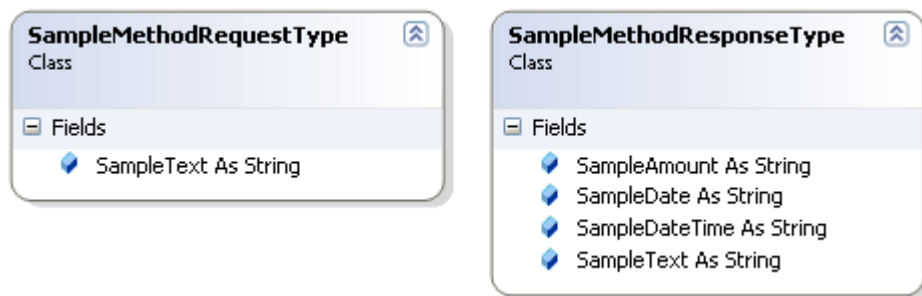 SampleMethodRequestType
Class
Fields
SampleText As String
SampleMethodResponseType
Class
Fields
SampleAmount As String
SampleDate As String
SampleDateTime As String
SampleText As String